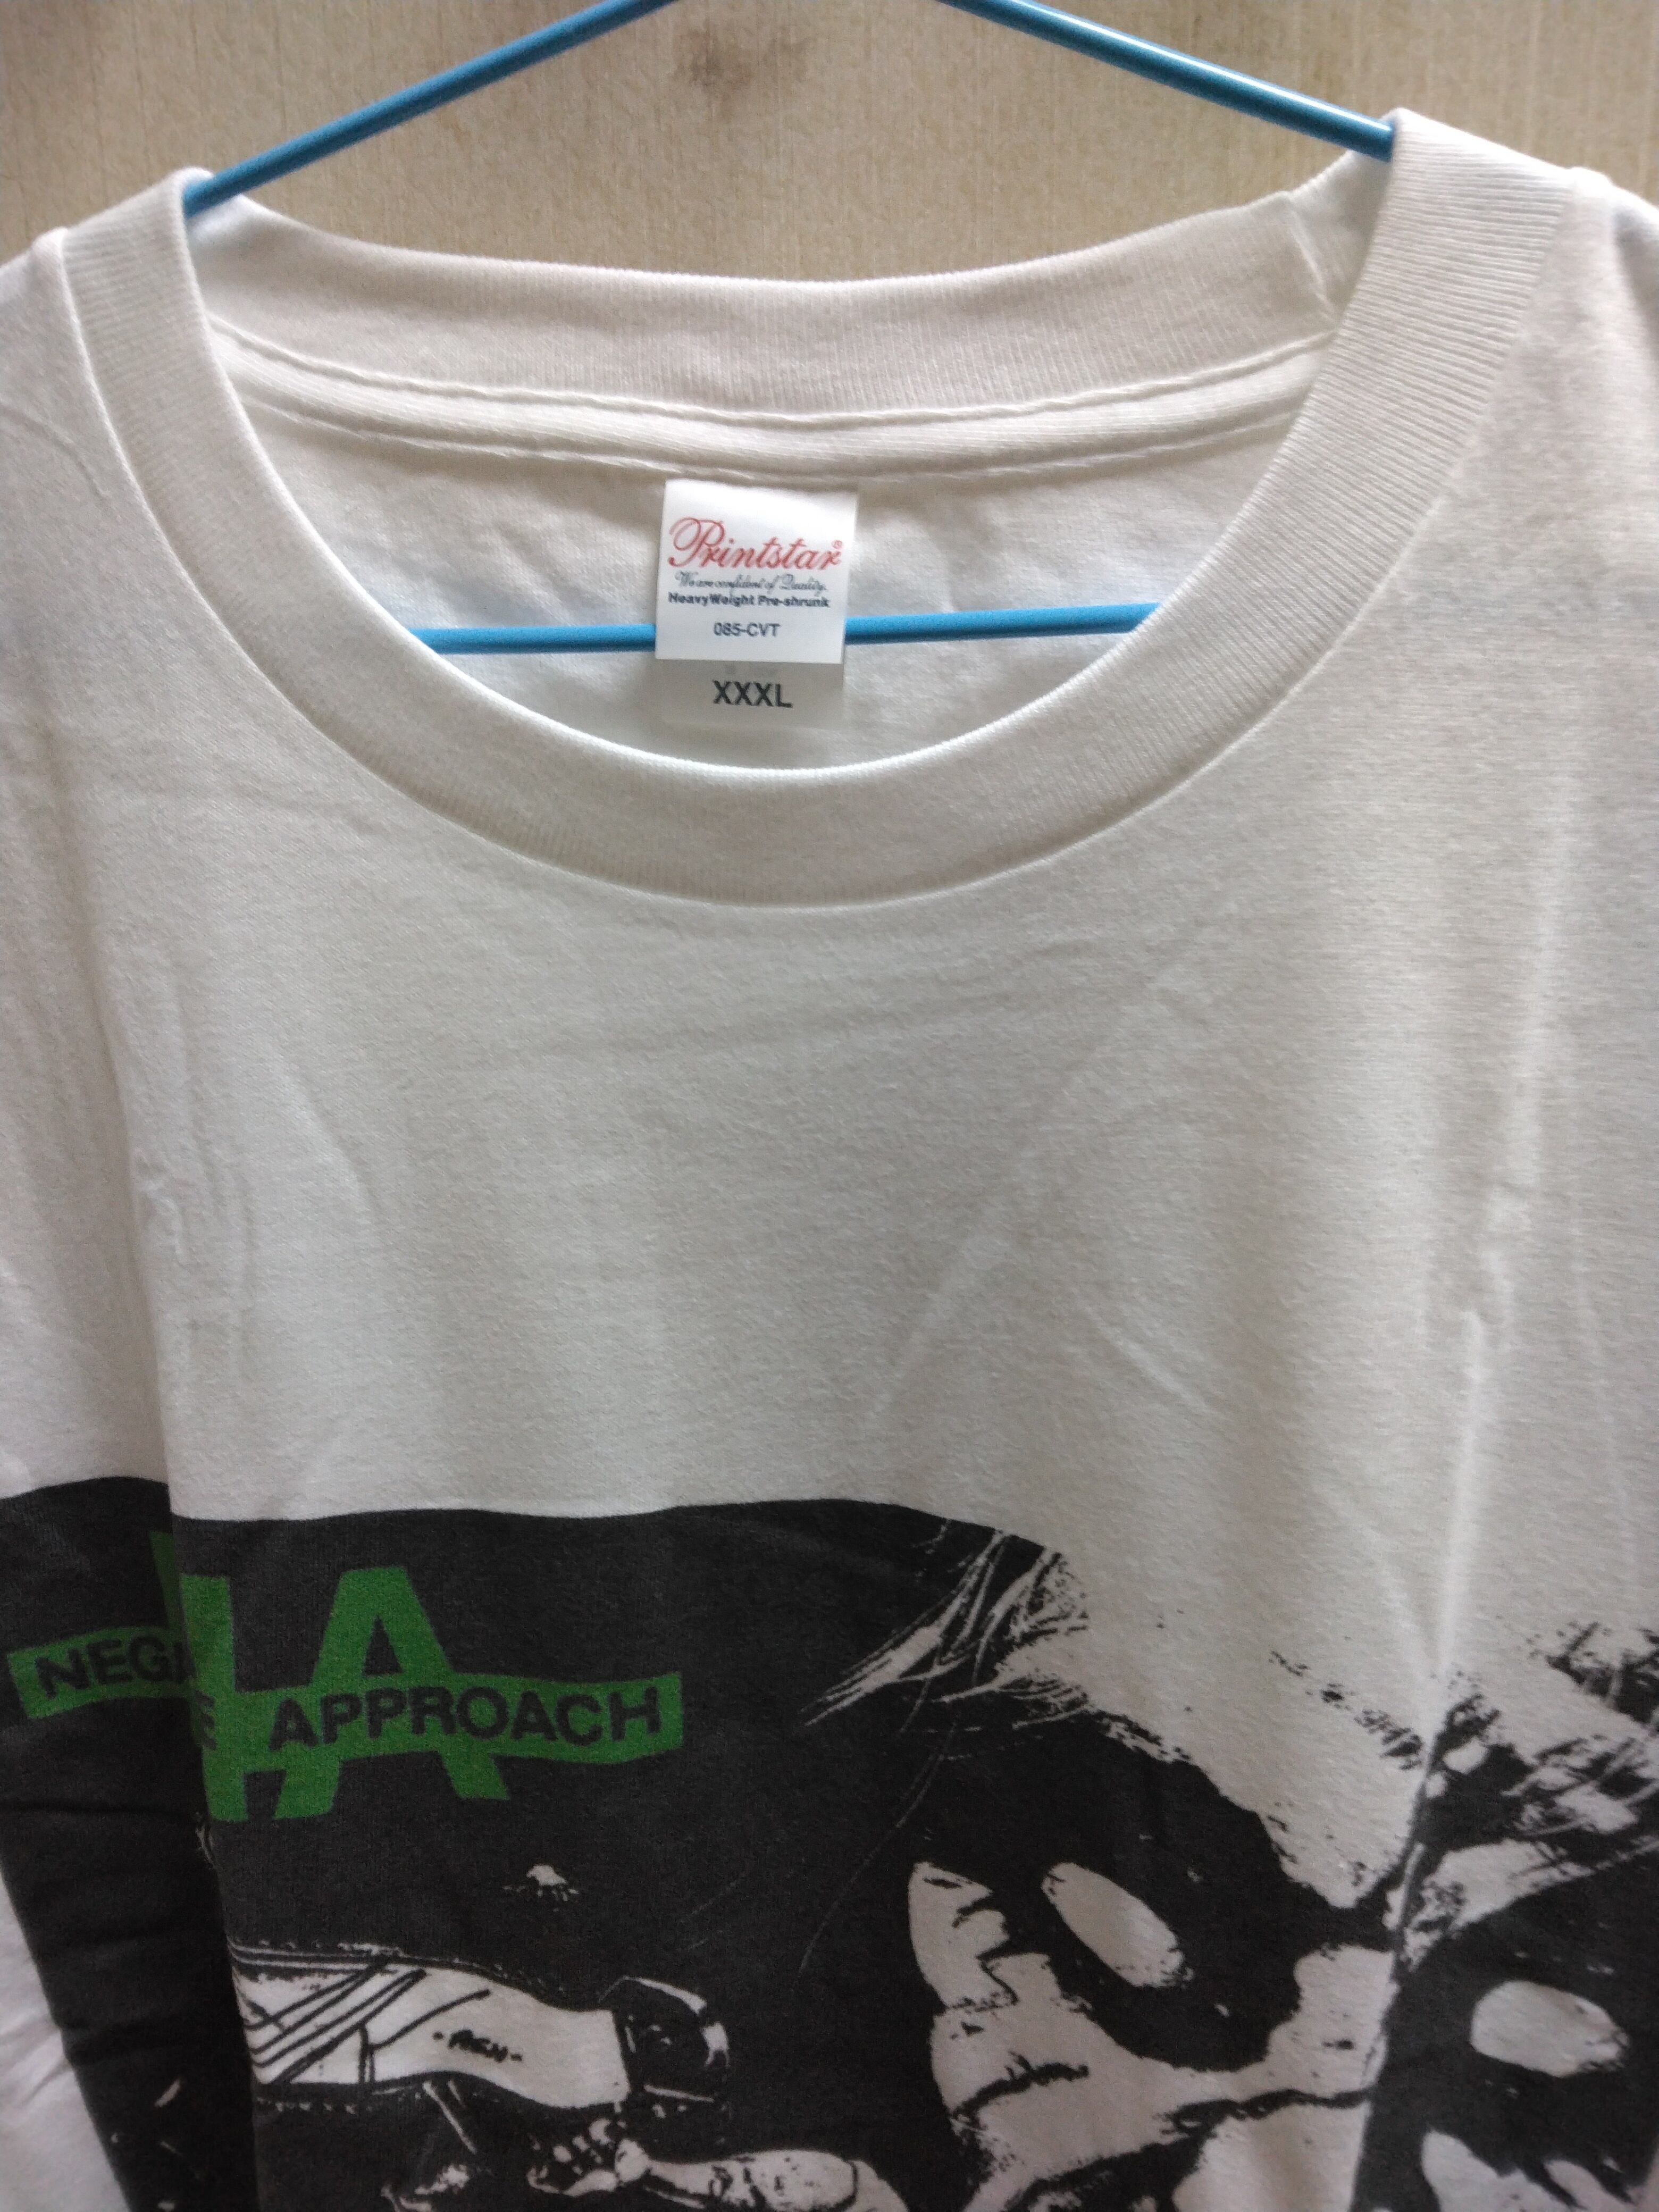 Printstar®
We are confident of Quality.
HeavyWeight Pre-shrunk
085-CVT
XXXL
NA
APPROACH